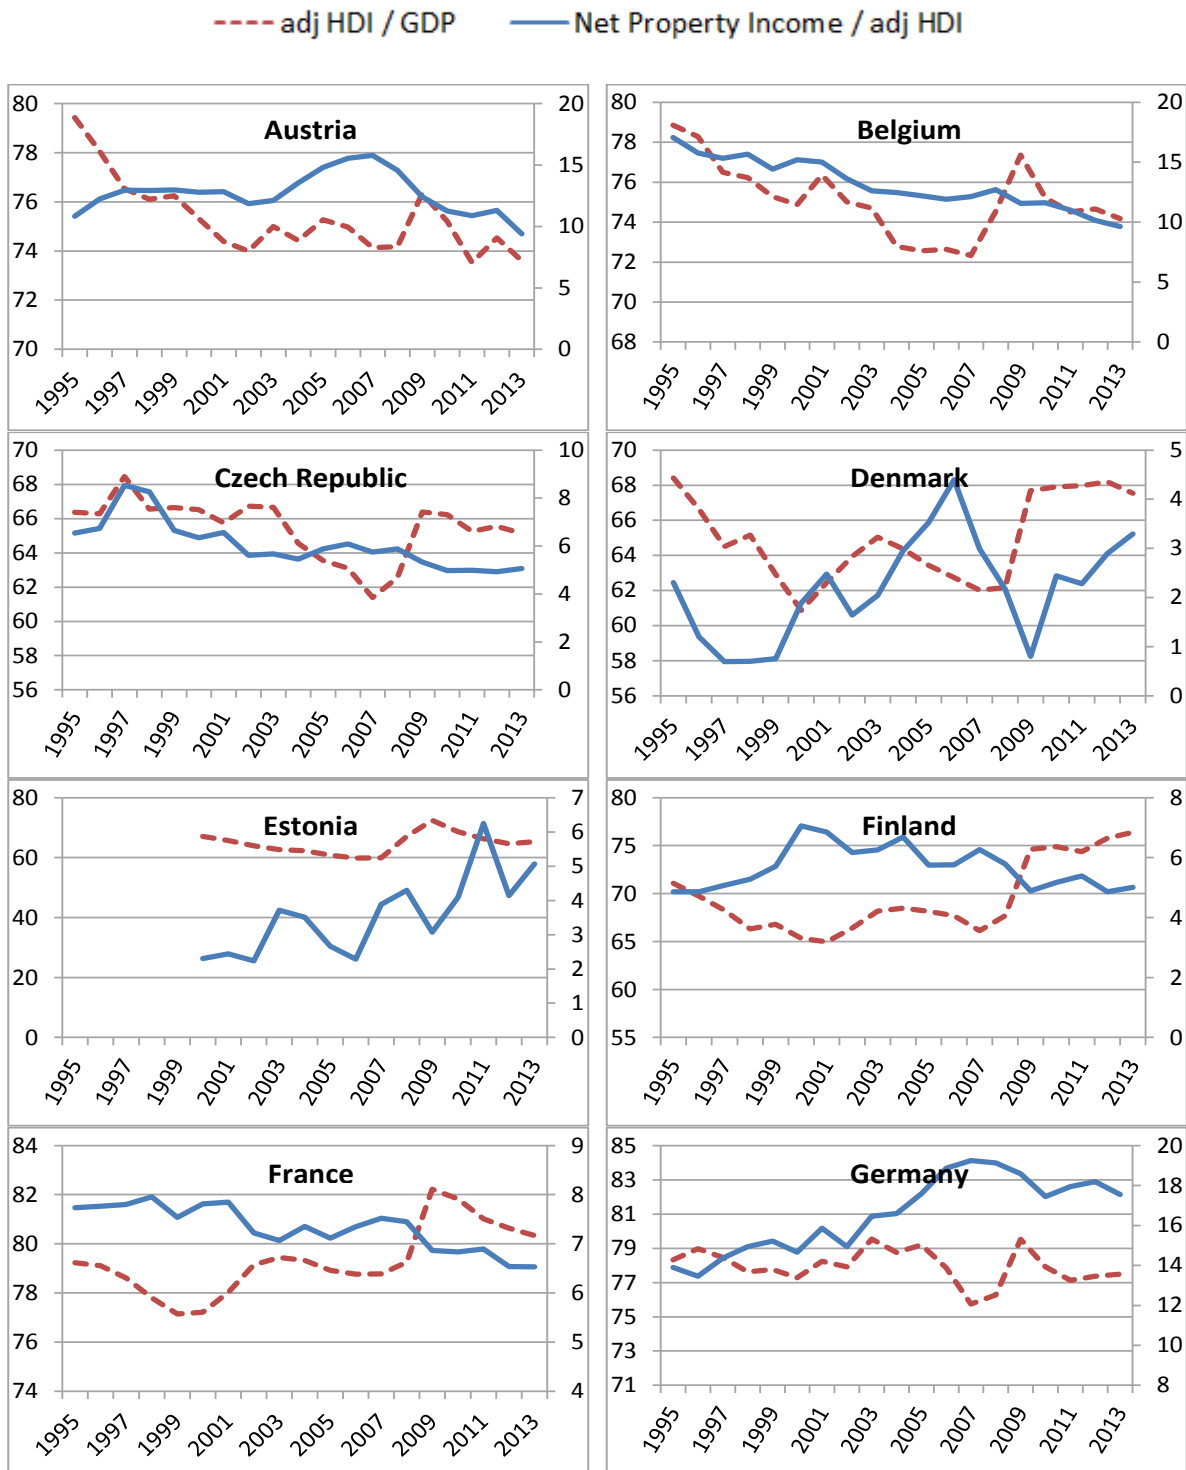 adj HDI / GDP Net Property Income / adj HDI
Austria
80 78 76 74 72 70
20 15 10 5 0
1995 1997 1999 2001 2003 2005 2007 2009 2011 2013
Belgium
80 78 76 74 72 70 68
20 15 10 5 0
1995 1997 1999 2001 2003 2005 2007 2009 2011 2013
Czech Republic
70 68 66 64 62 60 58 56
10 8 6 4 2 0
1995 1997 1999 2001 2003 2005 2007 2009 2011 2013
Denmark
70 68 66 64 62 60 58 56
5 4 3 2 1 0
1995 1997 1999 2001 2003 2005 2007 2009 2011 2013
Estonia
80 60 40 20 0
7 6 5 4 3 2 1 0
1995 1997 1999 2001 2003 2005 2007 2009 2011 2013
Finland
80 75 70 65 60 55
8 6 4 2 0
1995 1997 1999 2001 2003 2005 2007 2009 2011 2013
France
84 82 80 78 76 74
9 8 7 6 5 4
1995 1997 1999 2001 2003 2005 2007 2009 2011 2013
Germany
85 83 81 79 77 75 73 71
20 18 16 14 12 10 8
1995 1997 1999 2001 2003 2005 2007 2009 2011 2013